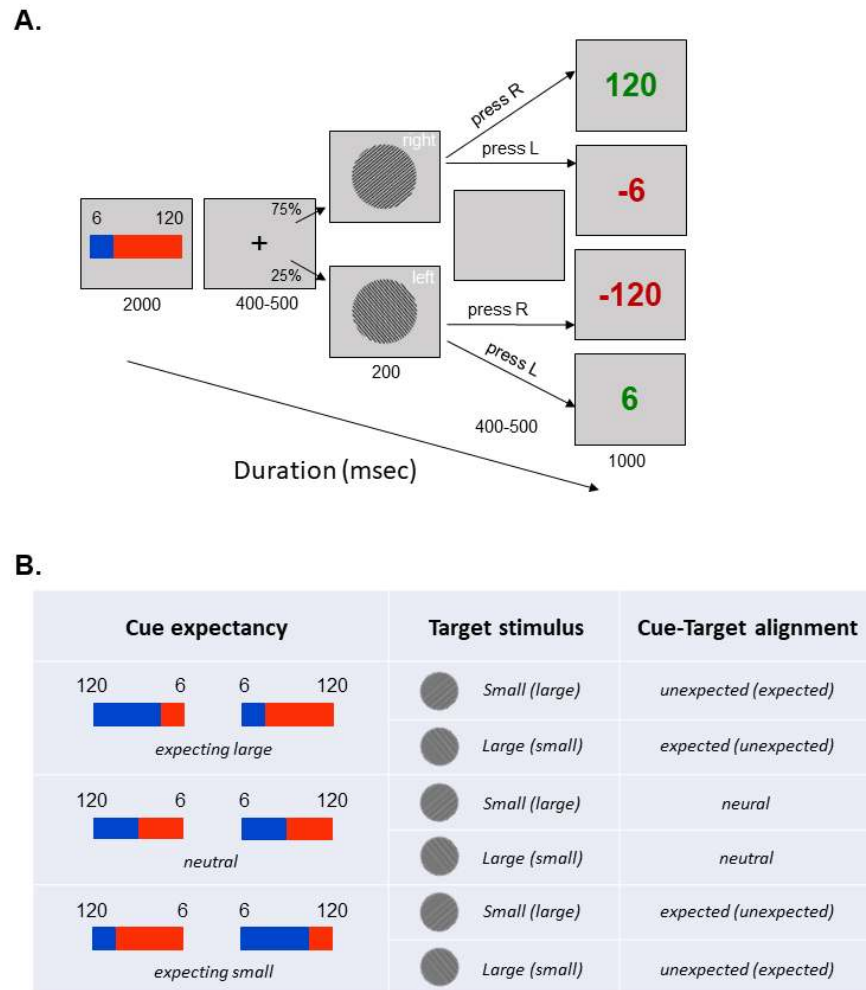 A.
120
press R
right
press L
-6
6 120
75%
+
25%
2000
400-500
left
press R
-120
press L
200
6
400-500
1000
Duration (msec)
B.
Cue expectancy Target stimulus Cue-Target alignment
120 6 6 120
expecting large
Small (large) unexpected (expected)
Large (small) expected (unexpected)
120 6 6 120
neutral
Small (large) neural
Large (small) neutral
120 6 6 120
expecting small
Small (large) expected (unexpected)
Large (small) unexpected (expected)